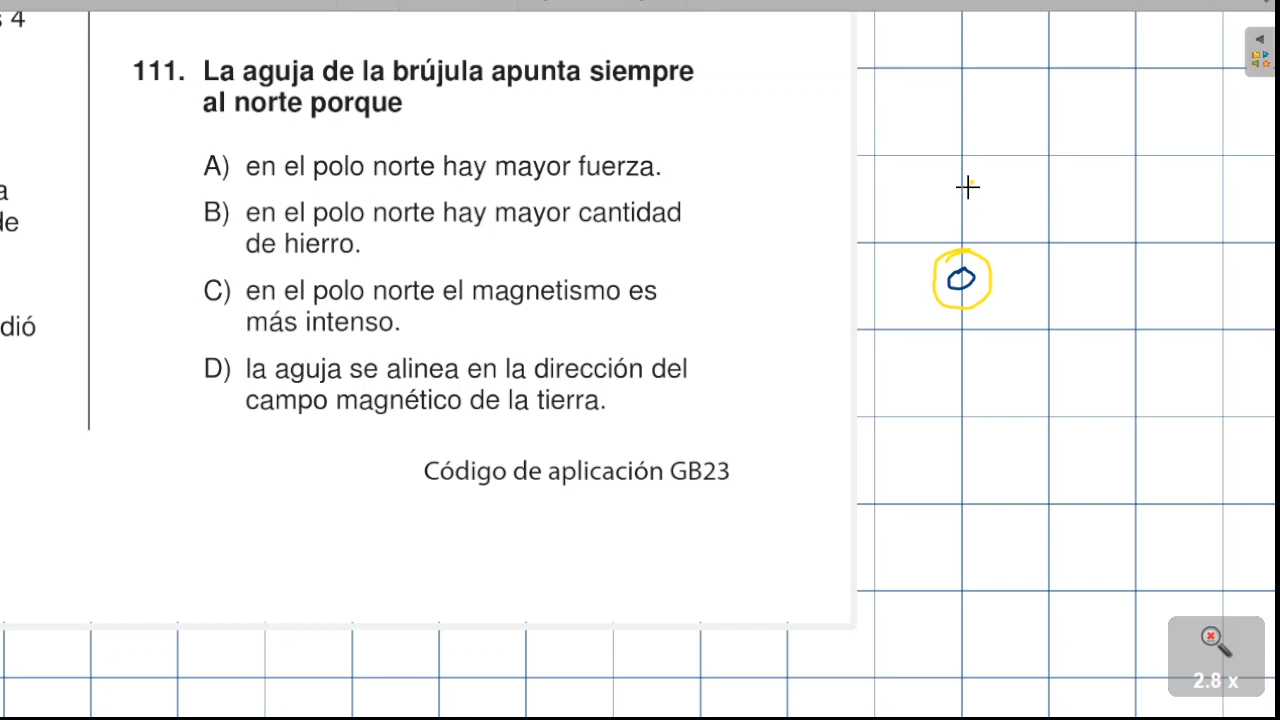 s 4
a
de
dió
111. La aguja de la brújula apunta siempre
al norte porque
A) en el polo norte hay mayor fuerza.
B) en el polo norte hay mayor cantidad
de hierro.
C) en el polo norte el magnetismo es
más intenso.
D) la aguja se alinea en la dirección del
campo magnético de la tierra.
Código de aplicación GB23
2.8 x